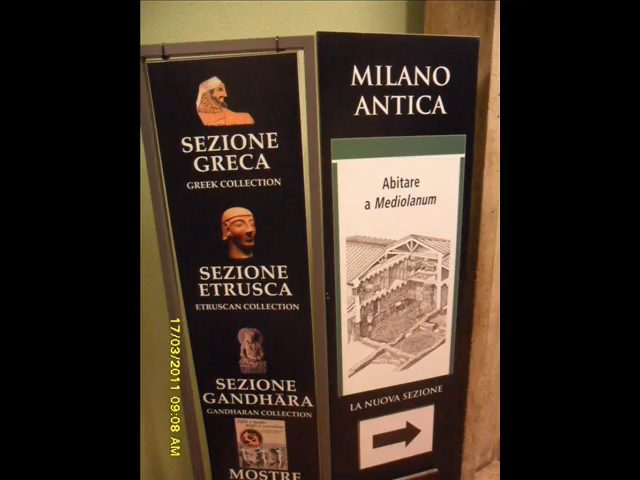 SEZIONE
GRECA
GREEK COLLECTION
SEZIONE
ETRUSCA
ETRUSCAN COLLECTION
SEZIONE
GANDHĀRA
GANDHARAN COLLECTION
MOSTRE
MILANO
ANTICA
Abitare
a Mediolanum
LA NUOVA SEZIONE
17/03/2011 09:08 AM